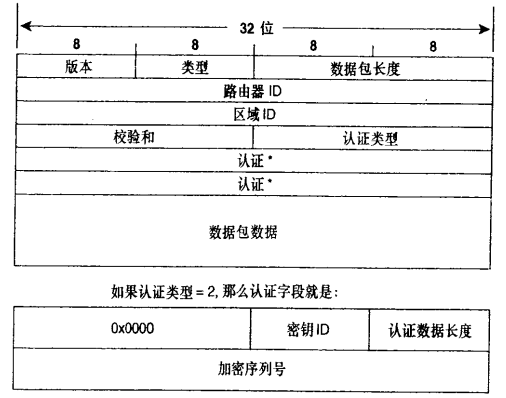 32 位
8 8 8 8
版本 类型 数据包长度
路由器 ID
区域 ID
校验和 认证类型
认证*
认证*
数据包数据
如果认证类型=2, 那么认证字段就是:
0x0000 密钥 ID 认证数据长度
加密序列号